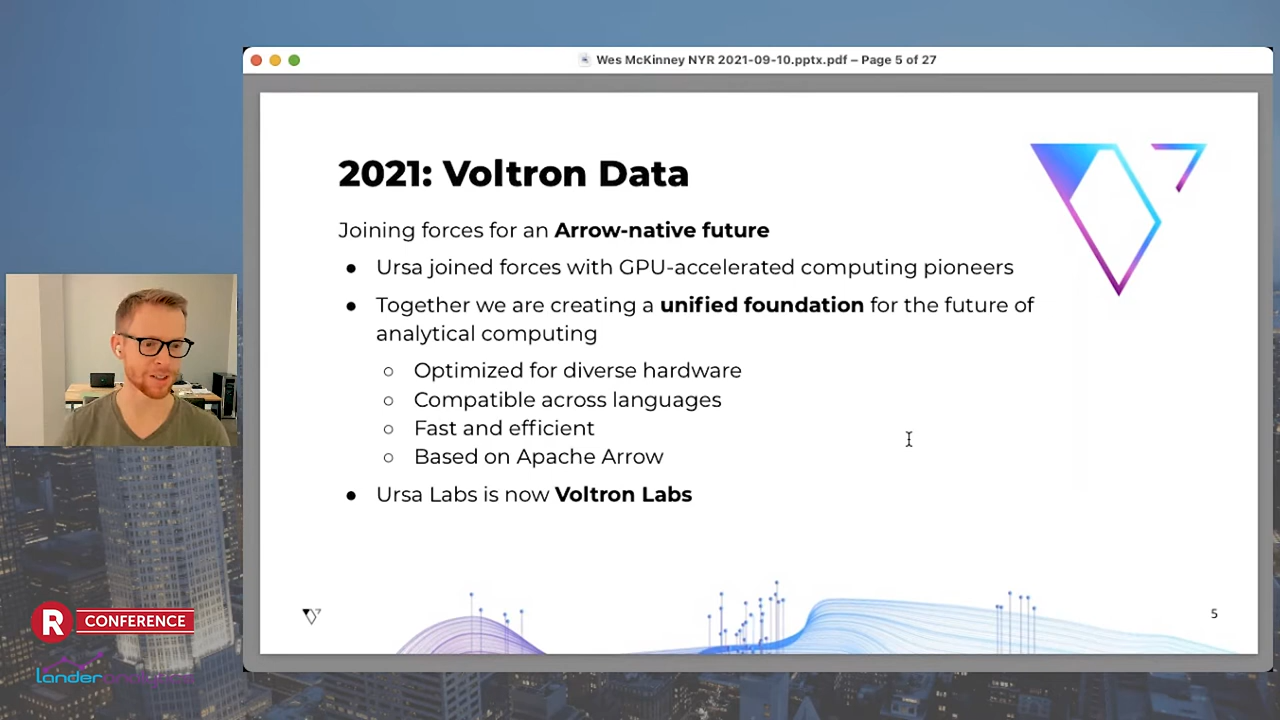 Wes McKinney NYR 2021-09-10.pptx.pdf – Page 5 of 27
2021: Voltron Data
Joining forces for an Arrow-native future
● Ursa joined forces with GPU-accelerated computing pioneers
● Together we are creating a unified foundation for the future of
analytical computing
○ Optimized for diverse hardware
○ Compatible across languages
○ Fast and efficient
○ Based on Apache Arrow
● Ursa Labs is now Voltron Labs
5
R CONFERENCE
lander analytics